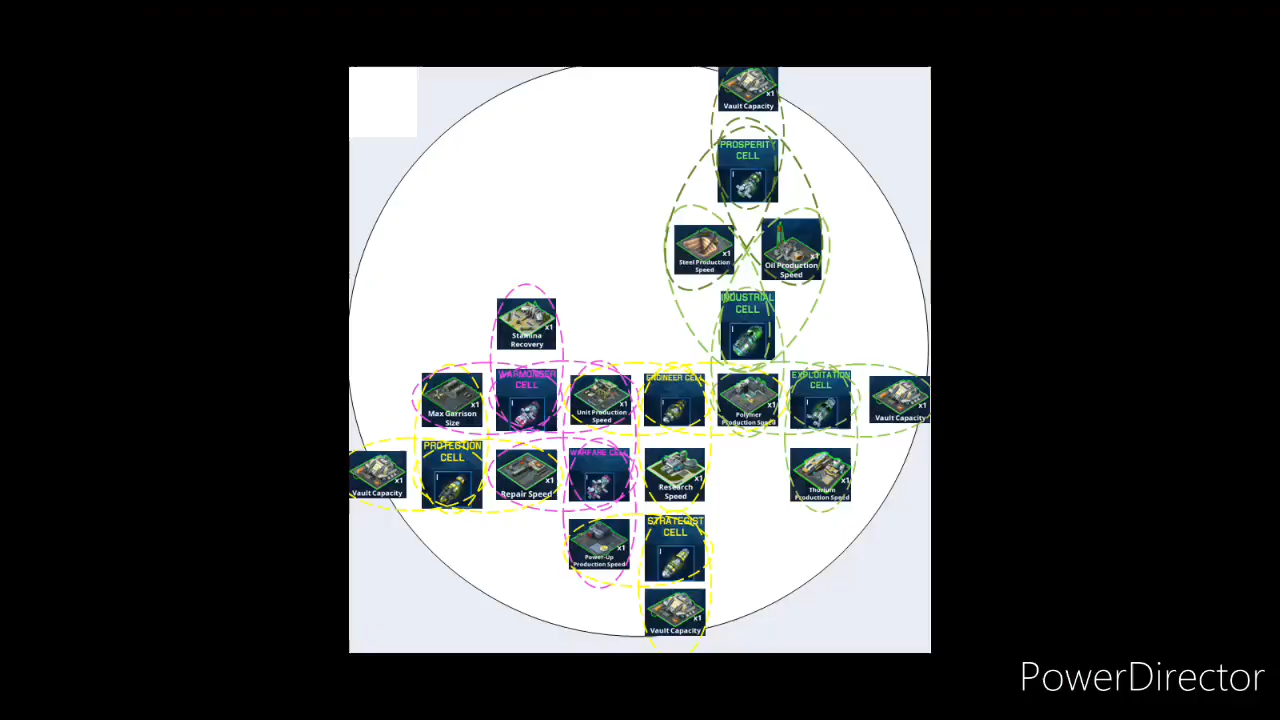 x1
Vault Capacity
PROSPERITY
CELL
I
x1
Steel Production
Speed
x1
Oil Production
Speed
INDUSTRIAL
CELL
I
x1
Stamina
Recovery
x1
Max Garrison
Size
WARMONGER
CELL
I
x1
Unit Production
Speed
ENGINEER CELL
I
x1
Polymer
Production Speed
EXPLOITATION
CELL
I
x1
Vault Capacity
x1
Vault Capacity
PROTECTION
CELL
I
x1
Repair Speed
WARFARE CELL
I
x1
Research
Speed
x1
Thorium
Production Speed
x1
Power-Up
Production Speed
STRATEGIST
CELL
I
x1
Vault Capacity
PowerDirector